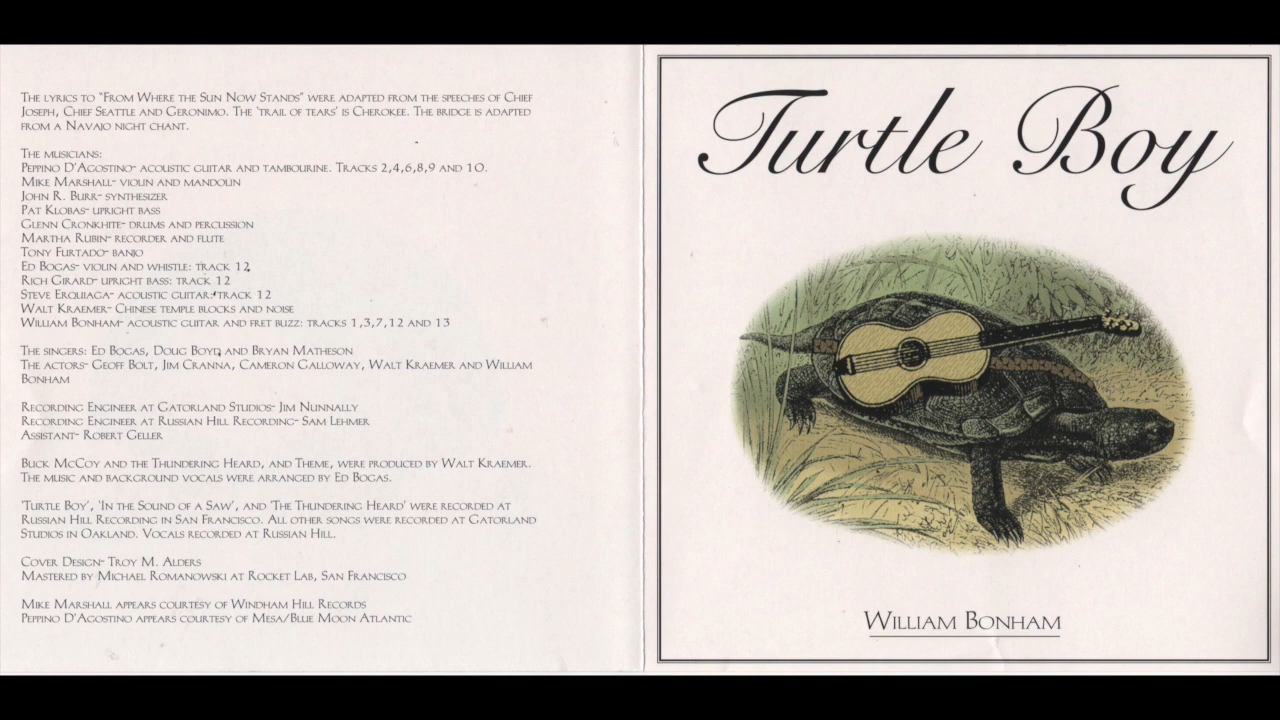 The lyrics to "From Where the Sun Now Stands" were adapted from the speeches of Chief
Joseph, Chief Seattle and Geronimo. The 'trail of tears' is Cherokee. The bridge is adapted
from a Navajo night chant.
The musicians:
Peppino D'Agostino- acoustic guitar and tambourine. Tracks 2,4,6,8,9 and 10.
Mike Marshall- violin and mandolin
John R. Burr- synthesizer
Pat Klobas- upright bass
Glenn Cronkhite- drums and percussion
Martha Rubin- recorder and flute
Tony Furtado- banjo
Ed Bogas- violin and whistle: track 12
Rich Girard- upright bass: track 12
Steve Erquiaga- acoustic guitar: track 12
Walt Kraemer- Chinese temple blocks and noise
William Bonham- acoustic guitar and fret buzz: tracks 1,3,7,12 and 13
The singers: Ed Bogas, Doug Boyd and Bryan Matheson
The actors- Geoff Bolt, Jim Cranna, Cameron Galloway, Walt Kraemer and William
Bonham
Recording Engineer at Gatorland Studios- Jim Nunnally
Recording Engineer at Russian Hill Recording- Sam Lehmer
Assistant- Robert Geller
Buck McCoy and the Thundering Heard, and Theme, were produced by Walt Kraemer.
The music and background vocals were arranged by Ed Bogas.
'Turtle Boy', 'In the Sound of a Saw', and 'The Thundering Heard' were recorded at
Russian Hill Recording in San Francisco. All other songs were recorded at Gatorland
Studios in Oakland. Vocals recorded at Russian Hill.
Cover Design- Troy M. Alders
Mastered by Michael Romanowski at Rocket Lab, San Francisco
Mike Marshall appears courtesy of Windham Hill Records
Peppino D'Agostino appears courtesy of Mesa/Blue Moon Atlantic
Turtle Boy
William Bonham